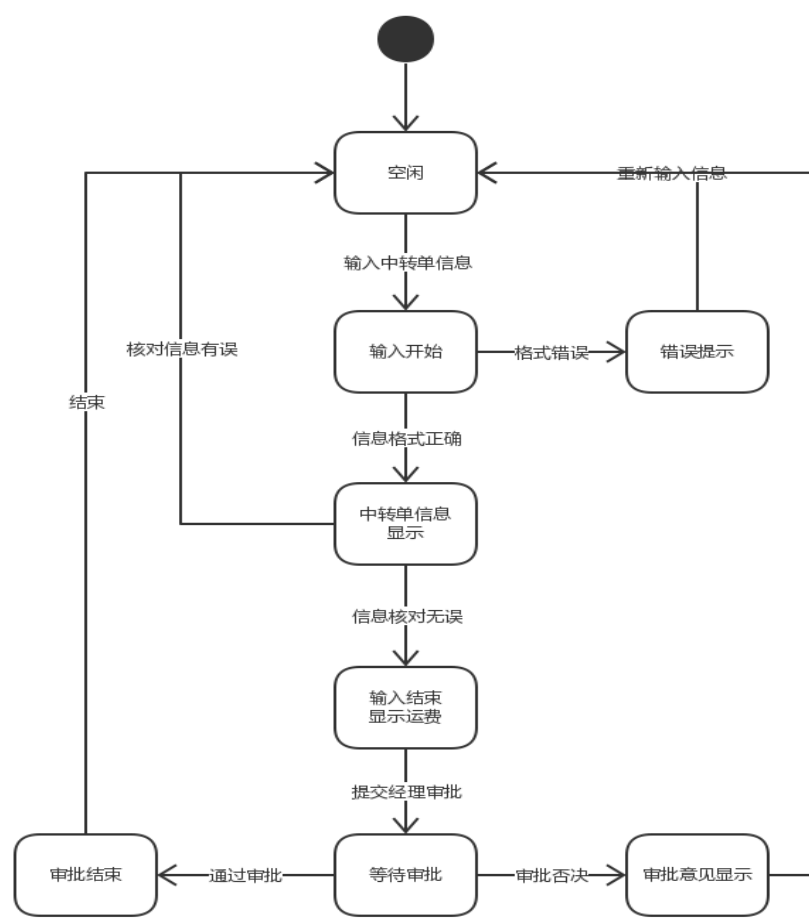 空闲
重新输入信息
输入中转单信息
核对信息有误
输入开始
格式错误
错误提示
结束
信息格式正确
中转单信息
显示
信息核对无误
输入结束
显示运费
提交经理审批
审批结束
通过审批
等待审批
审批否决
审批意见显示